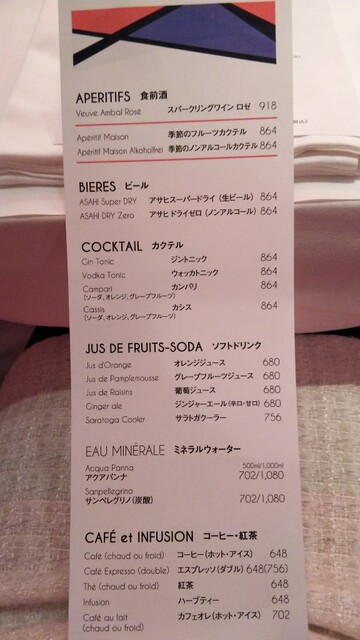 APERITIFS 食前酒
Veuve Ambal Rosé スパークリングワイン ロゼ 918
Apéritif Maison 季節のフルーツカクテル 864
Apéritif Maison Alkoholfrei 季節のノンアルコールカクテル 864
BIERES ビール
ASAHI Super DRY アサヒスーパードライ（生ビール） 864
ASAHI DRY Zero アサヒ ドライゼロ（ノンアルコール） 864
COCKTAIL カクテル
Gin Tonic ジントニック 864
Vodka Tonic ウォッカトニック 864
Campari カンパリ 864
(ソーダ、オレンジ、グレープフルーツ)
Cassis カシス 864
(ソーダ、オレンジ、グレープフルーツ)
JUS DE FRUITS-SODA ソフトドリンク
Jus d'Orange オレンジジュース 680
Jus de Pamplemousse グレープフルーツジュース 680
Jus de Raisins 葡萄ジュース 680
Ginger ale ジンジャーエール（辛口・甘口） 680
Saratoga Cooler サラトガクーラー 756
EAU MINÉRALE ミネラルウォーター
500ml/1,000ml
Acqua Panna 702/1,080
アクアパンナ
Sanpellegrino
サンペレグリノ（炭酸） 702/1,080
CAFÉ et INFUSION コーヒー・紅茶
Café (chaud ou froid) コーヒー（ホット・アイス） 648
Café Expresso (double) エスプレッソ（ダブル） 648(756)
Thé (chaud ou froid) 紅茶 648
Infusion ハーブティー 648
Café au lait カフェオレ（ホット・アイス） 702
(chaud ou froid)